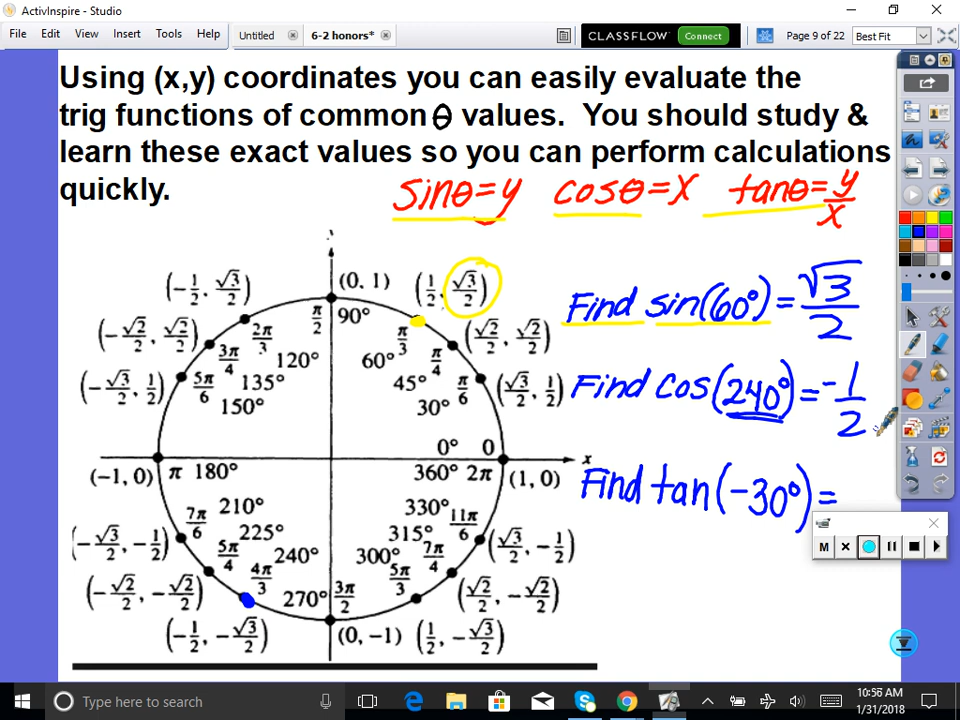 ActivInspire - Studio
File Edit View Insert Tools Help Untitled 6-2 honors* CLASSFLOW Connect Page 9 of 22 Best Fit
Using (x,y) coordinates you can easily evaluate the
trig functions of common θ values. You should study &
learn these exact values so you can perform calculations
quickly.
sinθ=y cosθ=x tanθ=y/x
(0, 1)
(-1/2, √3/2) (1/2, √3/2)
(-√2/2, √2/2) (√2/2, √2/2)
(-√3/2, 1/2) (√3/2, 1/2)
π/2 90°
2π/3 120° 60° π/3
3π/4 135° 45° π/4
5π/6 150° 30° π/6
0° 0
(-1, 0) π 180° 360° 2π (1, 0) x
7π/6 210° 330° 11π/6
5π/4 225° 315° 7π/4
4π/3 240° 300° 5π/3
270° 3π/2
(-√3/2, -1/2) (√3/2, -1/2)
(-√2/2, -√2/2) (√2/2, -√2/2)
(-1/2, -√3/2) (0, -1) (1/2, -√3/2)
Find sin(60°) = √3/2
Find cos(240°) = -1/2
Find tan(-30°) =
M
Type here to search
10:56 AM
1/31/2018